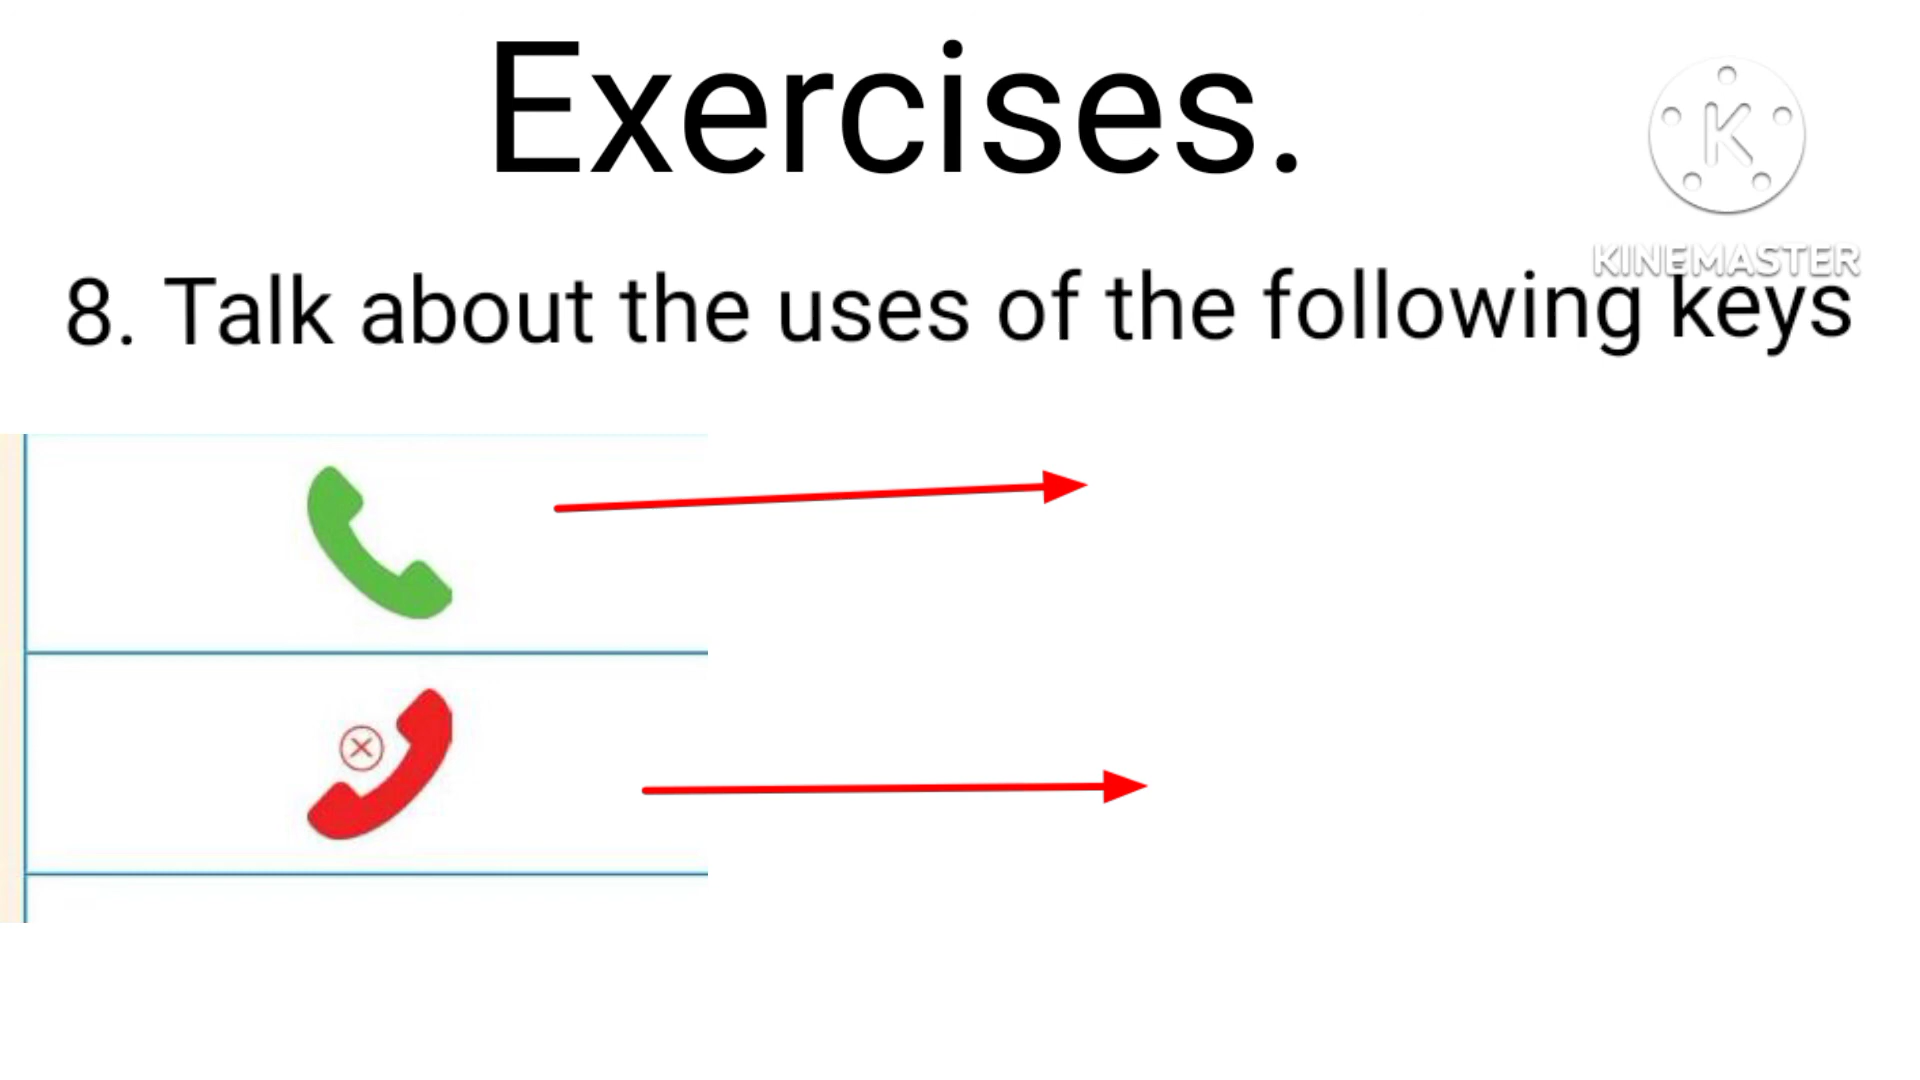 Exercises.
K
KINEMASTER
8. Talk about the uses of the following keys